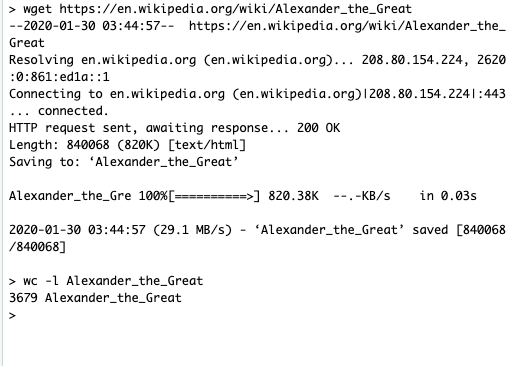 > wget https://en.wikipedia.org/wiki/Alexander_the_Great
--2020-01-30 03:44:57--  https://en.wikipedia.org/wiki/Alexander_the_
Great
Resolving en.wikipedia.org (en.wikipedia.org)... 208.80.154.224, 2620
:0:861:ed1a::1
Connecting to en.wikipedia.org (en.wikipedia.org)|208.80.154.224|:443
... connected.
HTTP request sent, awaiting response... 200 OK
Length: 840068 (820K) [text/html]
Saving to: ‘Alexander_the_Great’

Alexander_the_Gre 100%[==========>] 820.38K  --.-KB/s    in 0.03s

2020-01-30 03:44:57 (29.1 MB/s) - ‘Alexander_the_Great’ saved [840068
/840068]

> wc -l Alexander_the_Great
3679 Alexander_the_Great
>